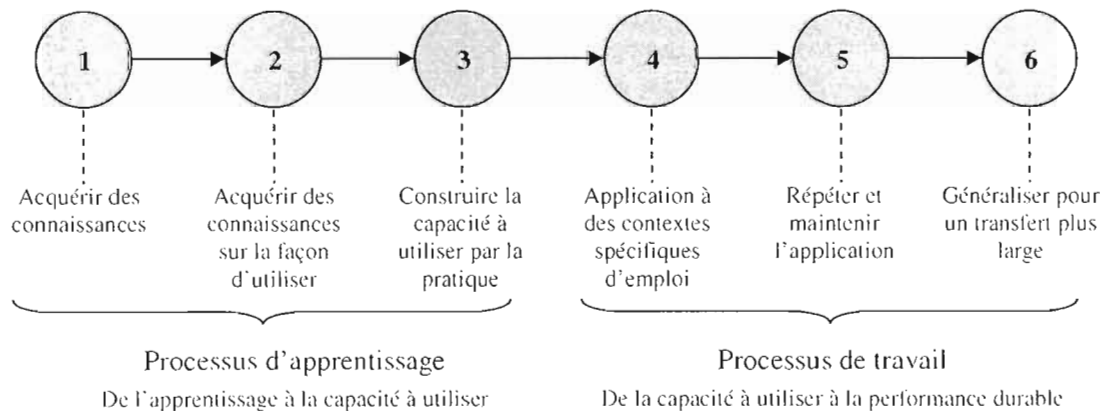 1
2
3
4
5
6
Acquérir des
connaissances
Acquérir des
connaissances
sur la façon
d'utiliser
Construire la
capacité à
utiliser par la
pratique
Application à
des contextes
spécifiques
d'emploi
Répéter et
maintenir
l'application
Généraliser pour
un transfert plus
large
Processus d'apprentissage
De l'apprentissage à la capacité à utiliser
Processus de travail
De la capacité à utiliser à la performance durable